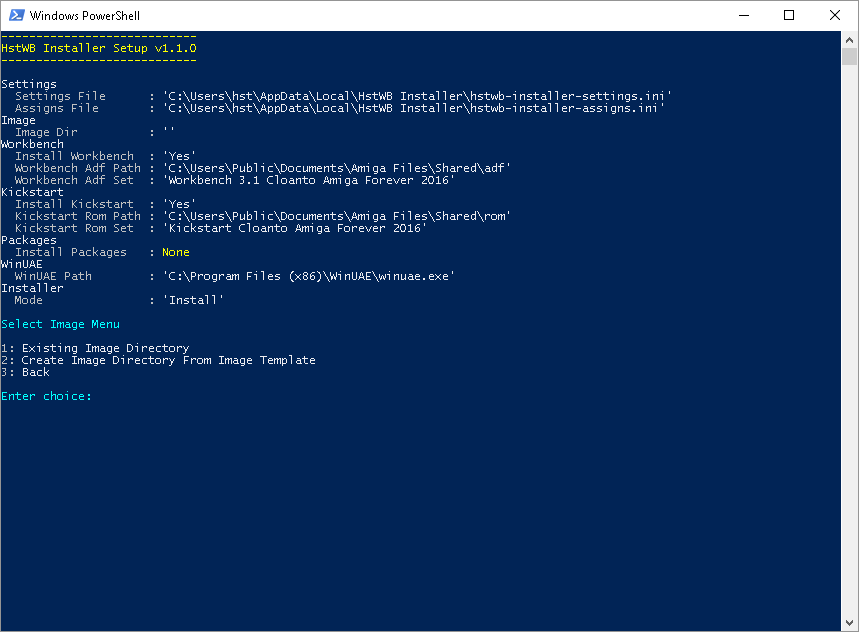 Windows PowerShell
----------------------------
HstWB Installer Setup v1.1.0
----------------------------
Settings
  Settings File      : 'C:\Users\hst\AppData\Local\HstWB Installer\hstwb-installer-settings.ini'
  Assigns File       : 'C:\Users\hst\AppData\Local\HstWB Installer\hstwb-installer-assigns.ini'
Image
  Image Dir          : ''
Workbench
  Install Workbench  : 'Yes'
  Workbench Adf Path : 'C:\Users\Public\Documents\Amiga Files\Shared\adf'
  Workbench Adf Set  : 'Workbench 3.1 Cloanto Amiga Forever 2016'
Kickstart
  Install Kickstart  : 'Yes'
  Kickstart Rom Path : 'C:\Users\Public\Documents\Amiga Files\Shared\rom'
  Kickstart Rom Set  : 'Kickstart Cloanto Amiga Forever 2016'
Packages
  Install Packages   : None
WinUAE
  WinUAE Path        : 'C:\Program Files (x86)\WinUAE\winuae.exe'
Installer
  Mode               : 'Install'
Select Image Menu
1: Existing Image Directory
2: Create Image Directory From Image Template
3: Back
Enter choice: